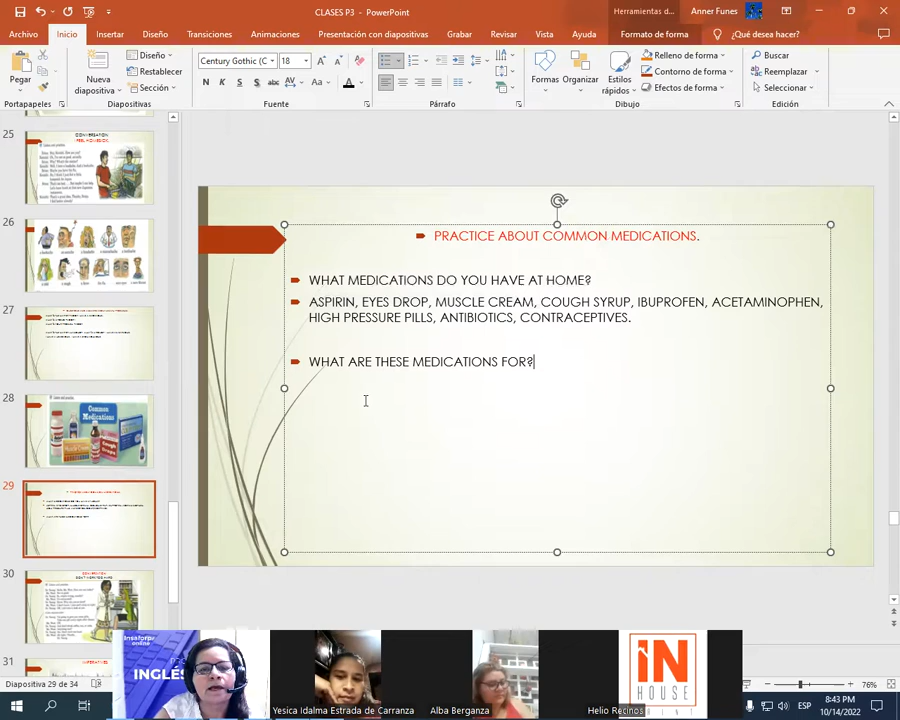 CLASES P3 - PowerPoint
Herramientas d...
Anner Funes
Archivo
Inicio
Insertar
Diseño
Transiciones
Animaciones
Presentación con diapositivas
Grabar
Revisar
Vista
Ayuda
Formato de forma
¿Qué desea hacer?
Pegar
Portapapeles
Nueva
diapositiva
Diseño
Restablecer
Sección
Diapositivas
Century Gothic (C
18
N K S abc AV
Aa
Fuente
Párrafo
Formas
Organizar
Estilos
rápidos
Relleno de forma
Contorno de forma
Efectos de forma
Dibujo
Buscar
Reemplazar
Seleccionar
Edición
25
26
27
28
Common
Medications
29
30
31
PRACTICE ABOUT COMMON MEDICATIONS.
WHAT MEDICATIONS DO YOU HAVE AT HOME?
ASPIRIN, EYES DROP, MUSCLE CREAM, COUGH SYRUP, IBUPROFEN, ACETAMINOPHEN,
HIGH PRESSURE PILLS, ANTIBIOTICS, CONTRACEPTIVES.
WHAT ARE THESE MEDICATIONS FOR?
Diapositiva 29 de 34
76%
Insaforp
online
INGLÉS
Yesica Idalma Estrada de Carranza
Alba Berganza
iN
HOUSE
Helio Recinos
ESP
8:43 PM
10/14/2022